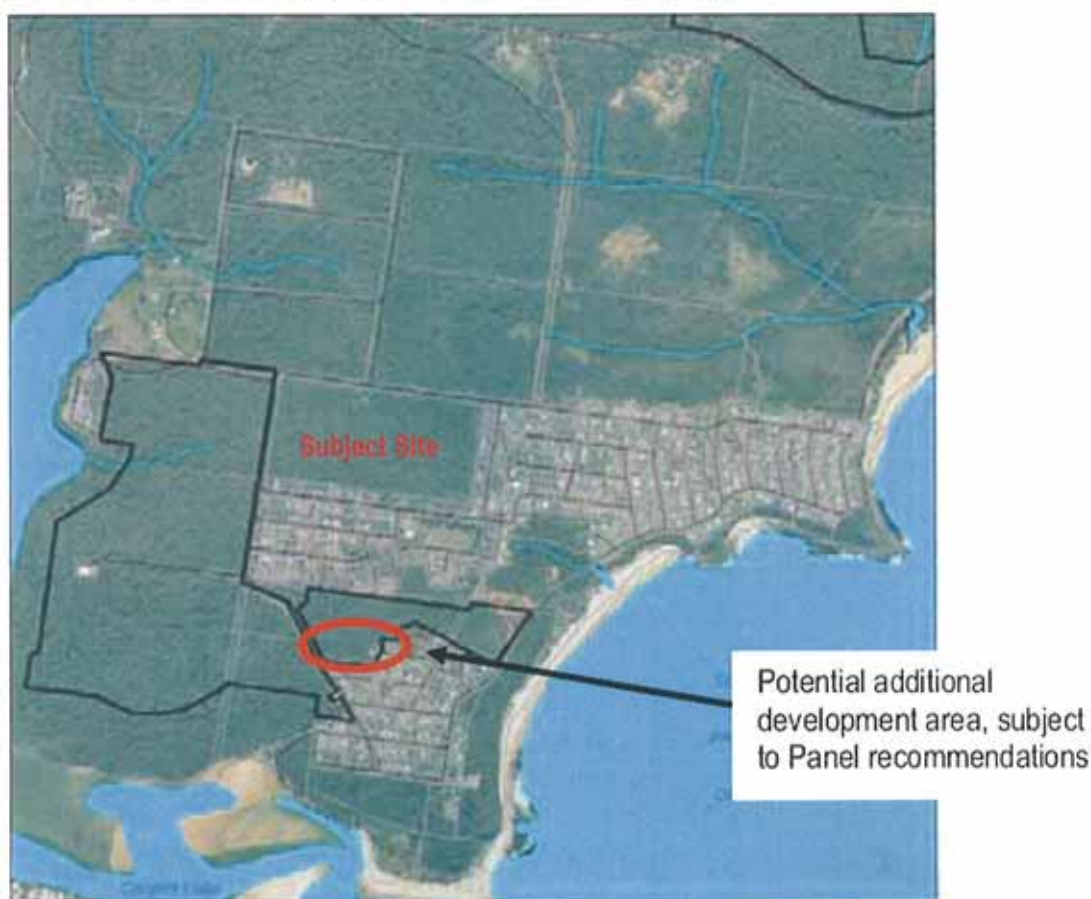 Subject Site
Potential additional
development area, subject
to Panel recommendations